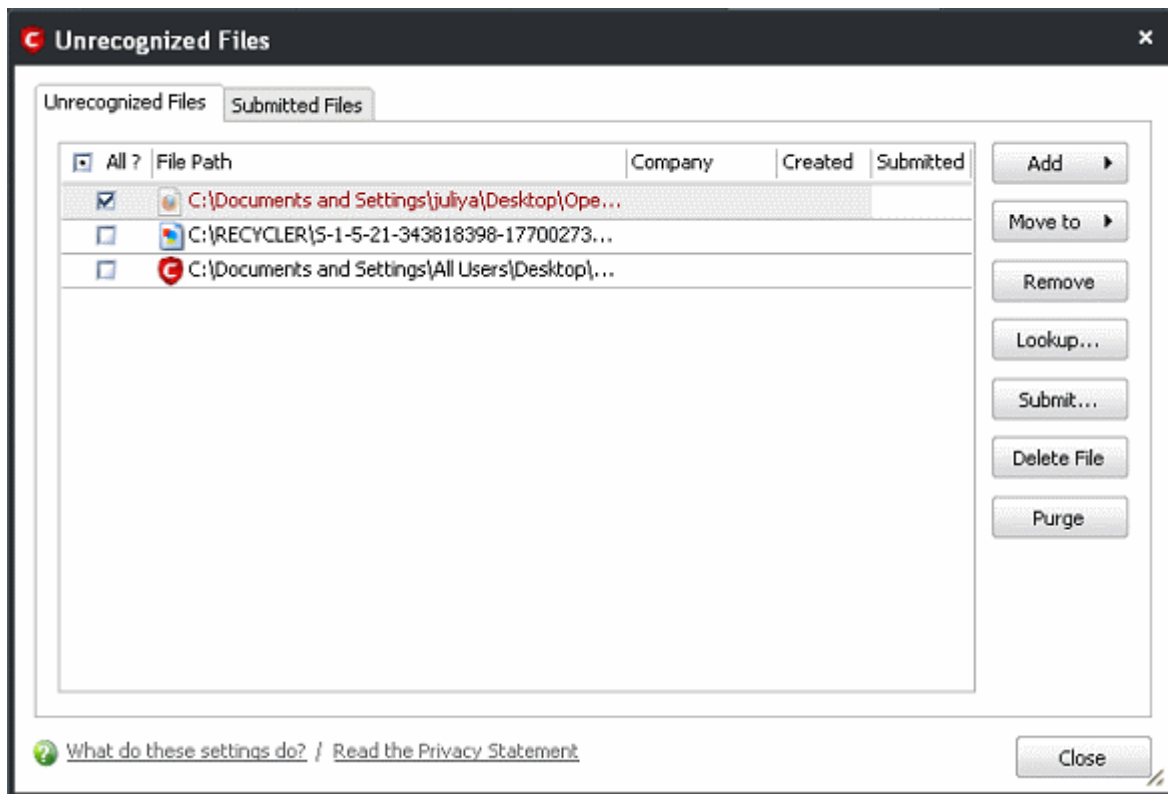 Unrecognized Files
Unrecognized Files Submitted Files
All ? File Path Company Created Submitted
C:\Documents and Settings\juliya\Desktop\Ope...
C:\RECYCLER\S-1-5-21-343818398-17700273...
C:\Documents and Settings\All Users\Desktop\...
Add
Move to
Remove
Lookup...
Submit...
Delete File
Purge
What do these settings do? / Read the Privacy Statement
Close